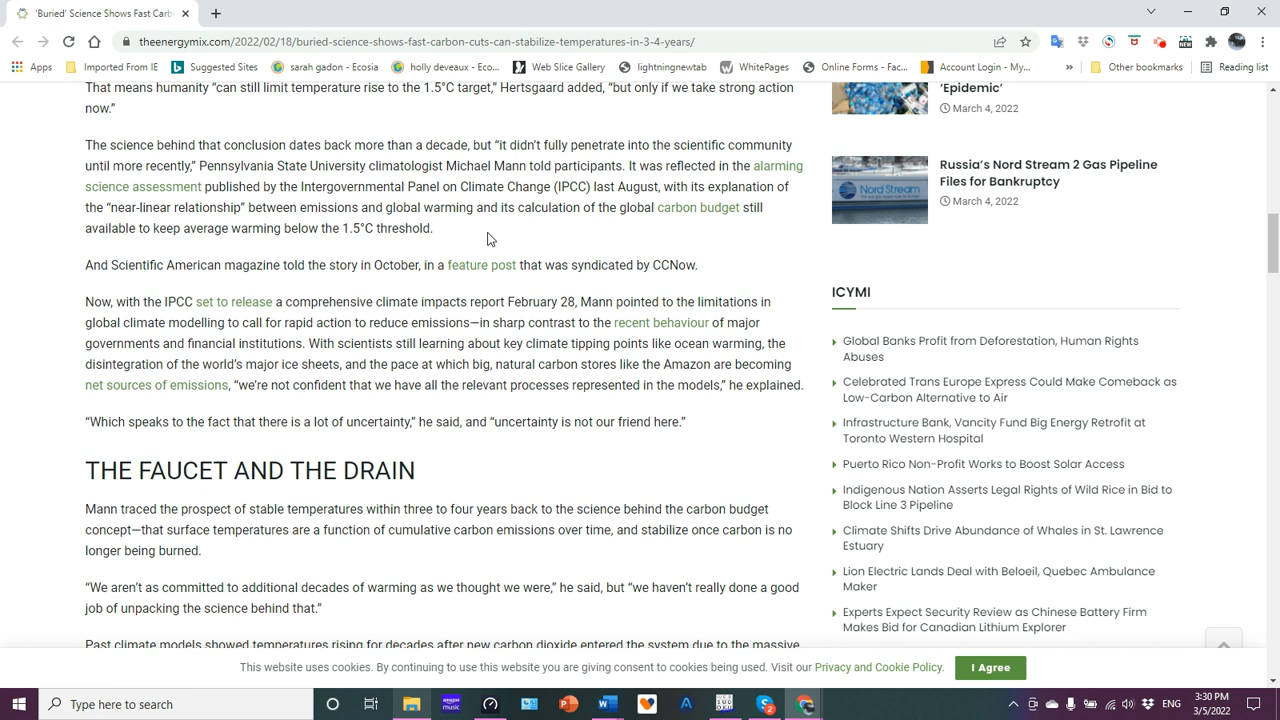 'Buried' Science Shows Fast Carb
theenergymix.com/2022/02/18/buried-science-shows-fast-carbon-cuts-can-stabilize-temperatures-in-3-4-years/
Apps
Imported From IE
Suggested Sites
sarah gadon - Ecosia
holly deveaux - Eco...
Web Slice Gallery
lightningnewtab
WhitePages
Online Forms - Fac...
Account Login - My...
»
Other bookmarks
Reading list
That means humanity “can still limit temperature rise to the 1.5°C target,” Hertsgaard added, “but only if we take strong action
now.”
The science behind that conclusion dates back more than a decade, but “it didn’t fully penetrate into the scientific community
until more recently,” Pennsylvania State University climatologist Michael Mann told participants. It was reflected in the alarming
science assessment published by the Intergovernmental Panel on Climate Change (IPCC) last August, with its explanation of
the “near-linear relationship” between emissions and global warming and its calculation of the global carbon budget still
available to keep average warming below the 1.5°C threshold.
And Scientific American magazine told the story in October, in a feature post that was syndicated by CCNow.
Now, with the IPCC set to release a comprehensive climate impacts report February 28, Mann pointed to the limitations in
global climate modelling to call for rapid action to reduce emissions—in sharp contrast to the recent behaviour of major
governments and financial institutions. With scientists still learning about key climate tipping points like ocean warming, the
disintegration of the world’s major ice sheets, and the pace at which big, natural carbon stores like the Amazon are becoming
net sources of emissions, “we’re not confident that we have all the relevant processes represented in the models,” he explained.
“Which speaks to the fact that there is a lot of uncertainty,” he said, and “uncertainty is not our friend here.”
THE FAUCET AND THE DRAIN
Mann traced the prospect of stable temperatures within three to four years back to the science behind the carbon budget
concept—that surface temperatures are a function of cumulative carbon emissions over time, and stabilize once carbon is no
longer being burned.
“We aren’t as committed to additional decades of warming as we thought we were,” he said, but “we haven’t really done a good
job of unpacking the science behind that.”
Past climate models showed temperatures rising for decades after new carbon dioxide entered the system due to the massive
‘Epidemic’
March 4, 2022
Nord Stream
Russia’s Nord Stream 2 Gas Pipeline
Files for Bankruptcy
March 4, 2022
ICYMI
Global Banks Profit from Deforestation, Human Rights
Abuses
Celebrated Trans Europe Express Could Make Comeback as
Low-Carbon Alternative to Air
Infrastructure Bank, Vancity Fund Big Energy Retrofit at
Toronto Western Hospital
Puerto Rico Non-Profit Works to Boost Solar Access
Indigenous Nation Asserts Legal Rights of Wild Rice in Bid to
Block Line 3 Pipeline
Climate Shifts Drive Abundance of Whales in St. Lawrence
Estuary
Lion Electric Lands Deal with Beloeil, Quebec Ambulance
Maker
Experts Expect Security Review as Chinese Battery Firm
Makes Bid for Canadian Lithium Explorer
This website uses cookies. By continuing to use this website you are giving consent to cookies being used. Visit our Privacy and Cookie Policy.
I Agree
Type here to search
amazon music
ENG
3:30 PM
3/5/2022